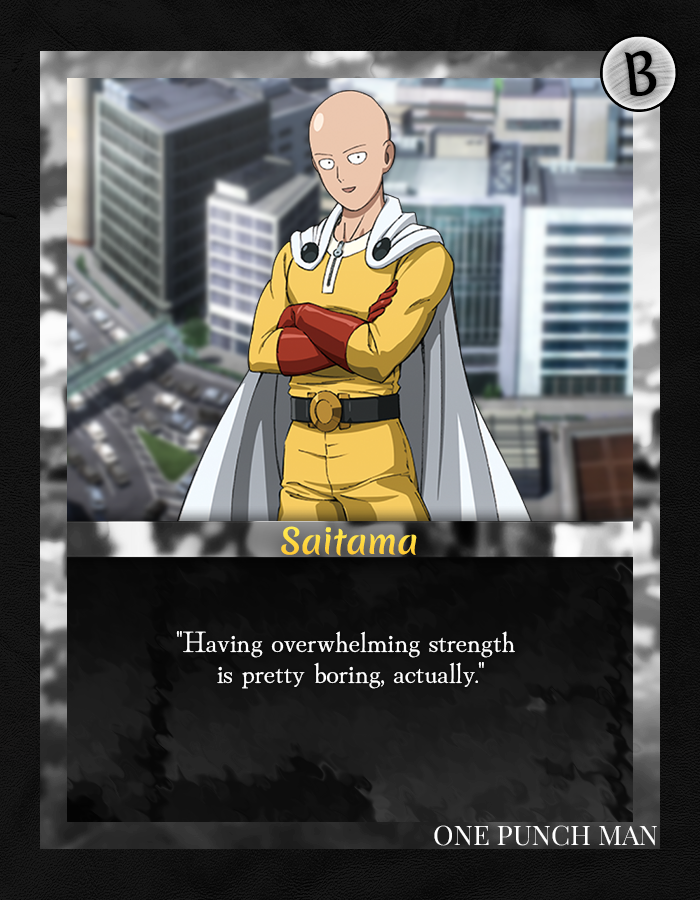 B
Saitama
"Having overwhelming strength
is pretty boring, actually."
ONE PUNCH MAN